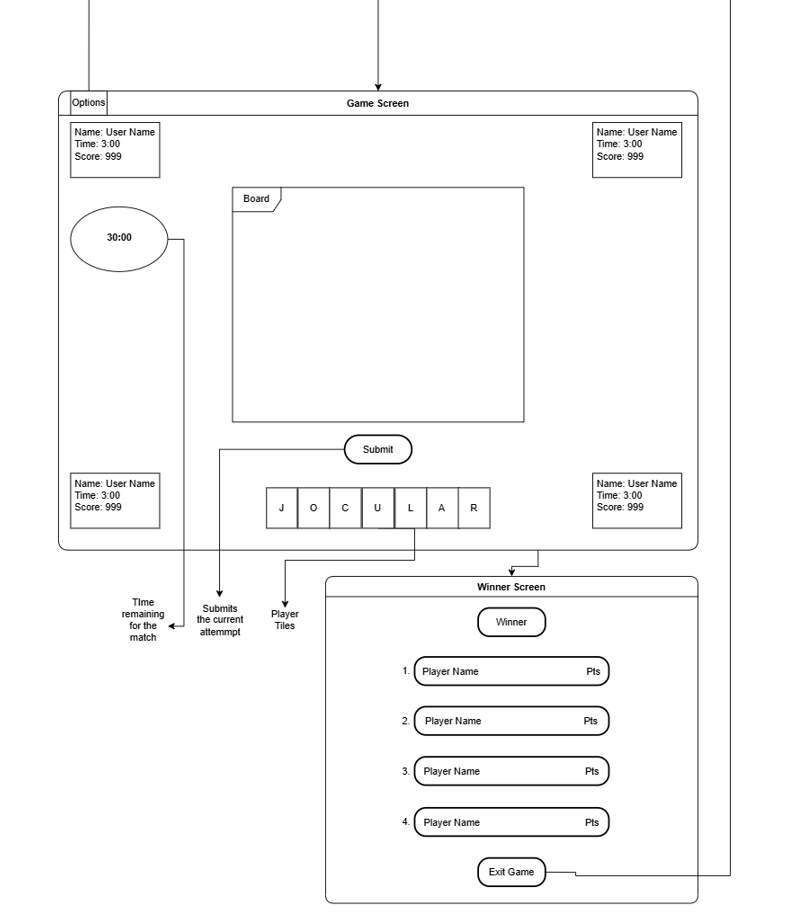 Options
Game Screen
Name: User Name
Time: 3:00
Score: 999
Name: User Name
Time: 3:00
Score: 999
Board
30:00
Submit
Name: User Name
Time: 3:00
Score: 999
J O C U L A R
Name: User Name
Time: 3:00
Score: 999
TIme
remaining
for the
match
Submits
the current
attemmpt
Player
Tiles
Winner Screen
Winner
1. Player Name Pts
2. Player Name Pts
3. Player Name Pts
4. Player Name Pts
Exit Game